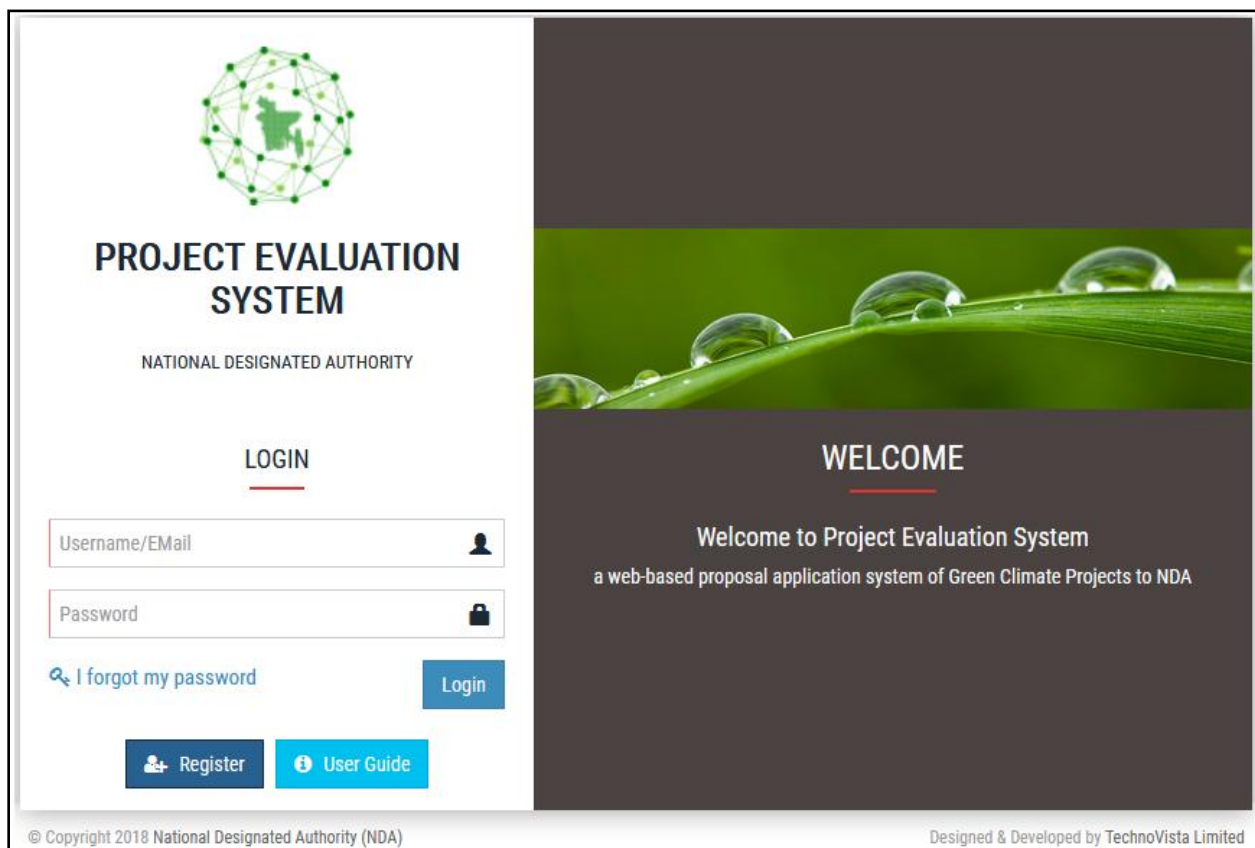 PROJECT EVALUATION
SYSTEM
NATIONAL DESIGNATED AUTHORITY
LOGIN
Username/EMail
Password
I forgot my password
Login
Register
User Guide
WELCOME
Welcome to Project Evaluation System
a web-based proposal application system of Green Climate Projects to NDA
© Copyright 2018 National Designated Authority (NDA)
Designed & Developed by TechnoVista Limited